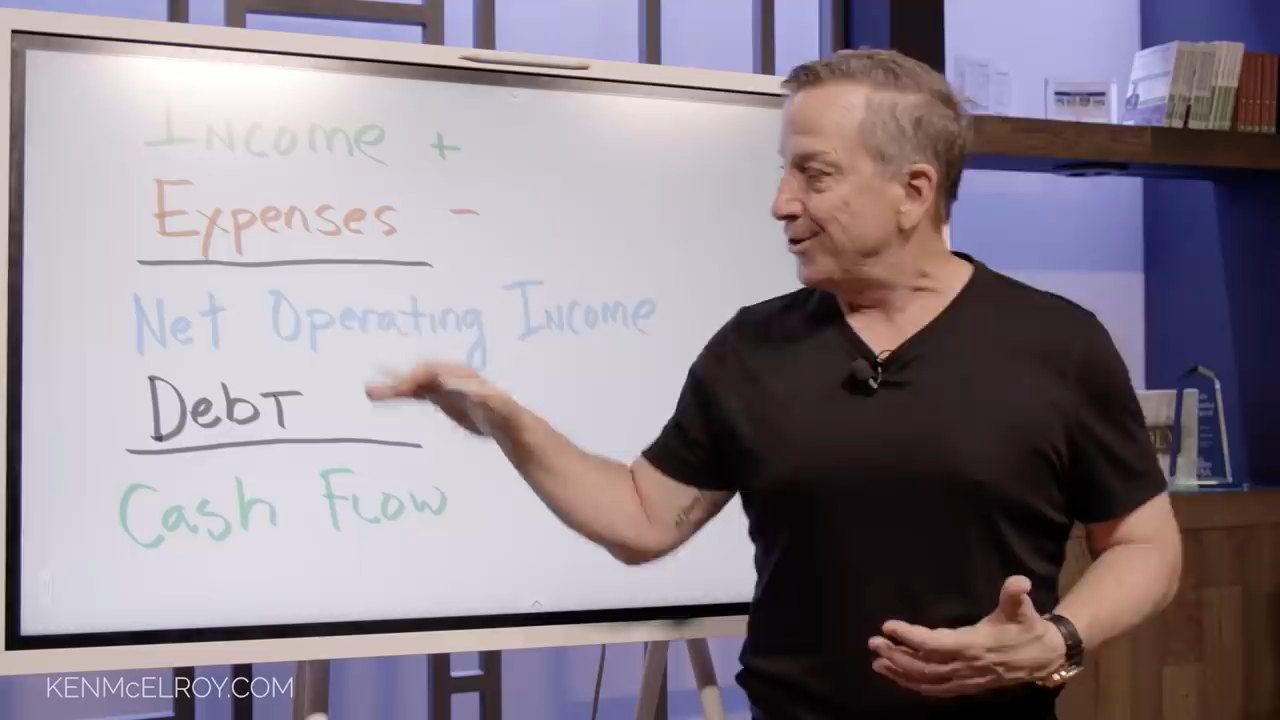 Income +
Expenses -
Net Operating Income
Debt
Cash Flow
KENMcELROY.COM